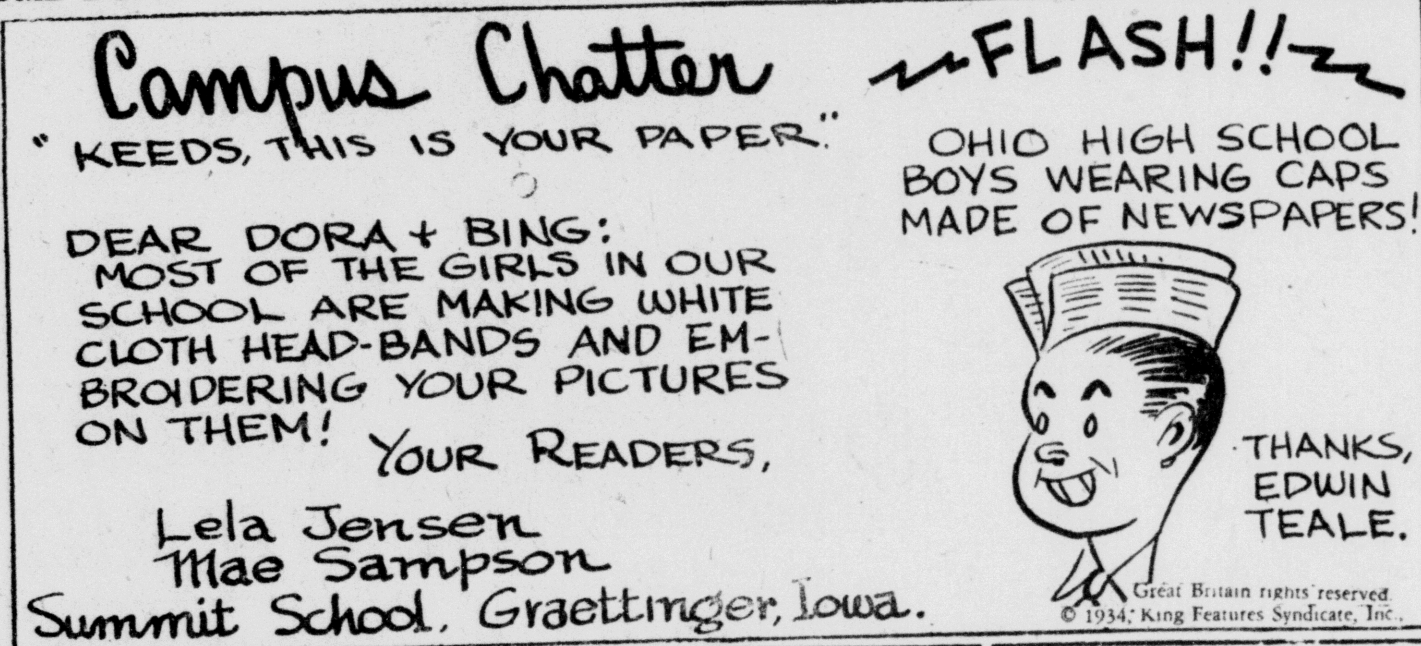 Campus Chatter
"KEEDS, THIS IS YOUR PAPER."
DEAR DORA + BING:
MOST OF THE GIRLS IN OUR
SCHOOL ARE MAKING WHITE
CLOTH HEAD-BANDS AND EM-
BROIDERING YOUR PICTURES
ON THEM!
YOUR READERS,
Lela Jensen
Mae Sampson
Summit School, Graettinger, Iowa.
FLASH!!
OHIO HIGH SCHOOL
BOYS WEARING CAPS
MADE OF NEWSPAPERS!
THANKS,
EDWIN
TEALE.
Great Britain rights reserved.
© 1934, King Features Syndicate, Inc.,